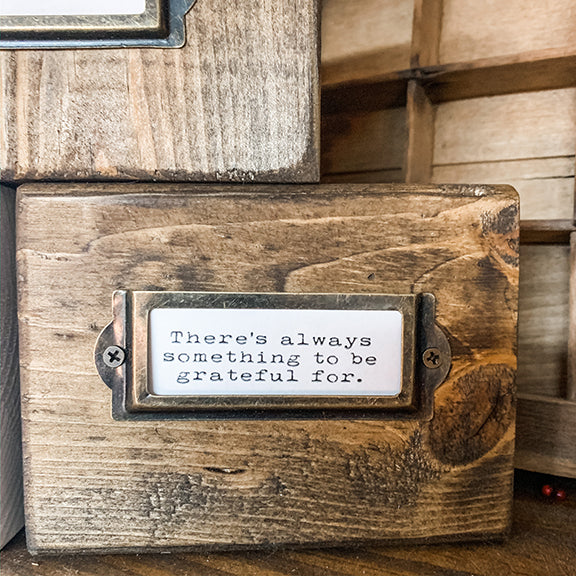 There's always
something to be
grateful for.